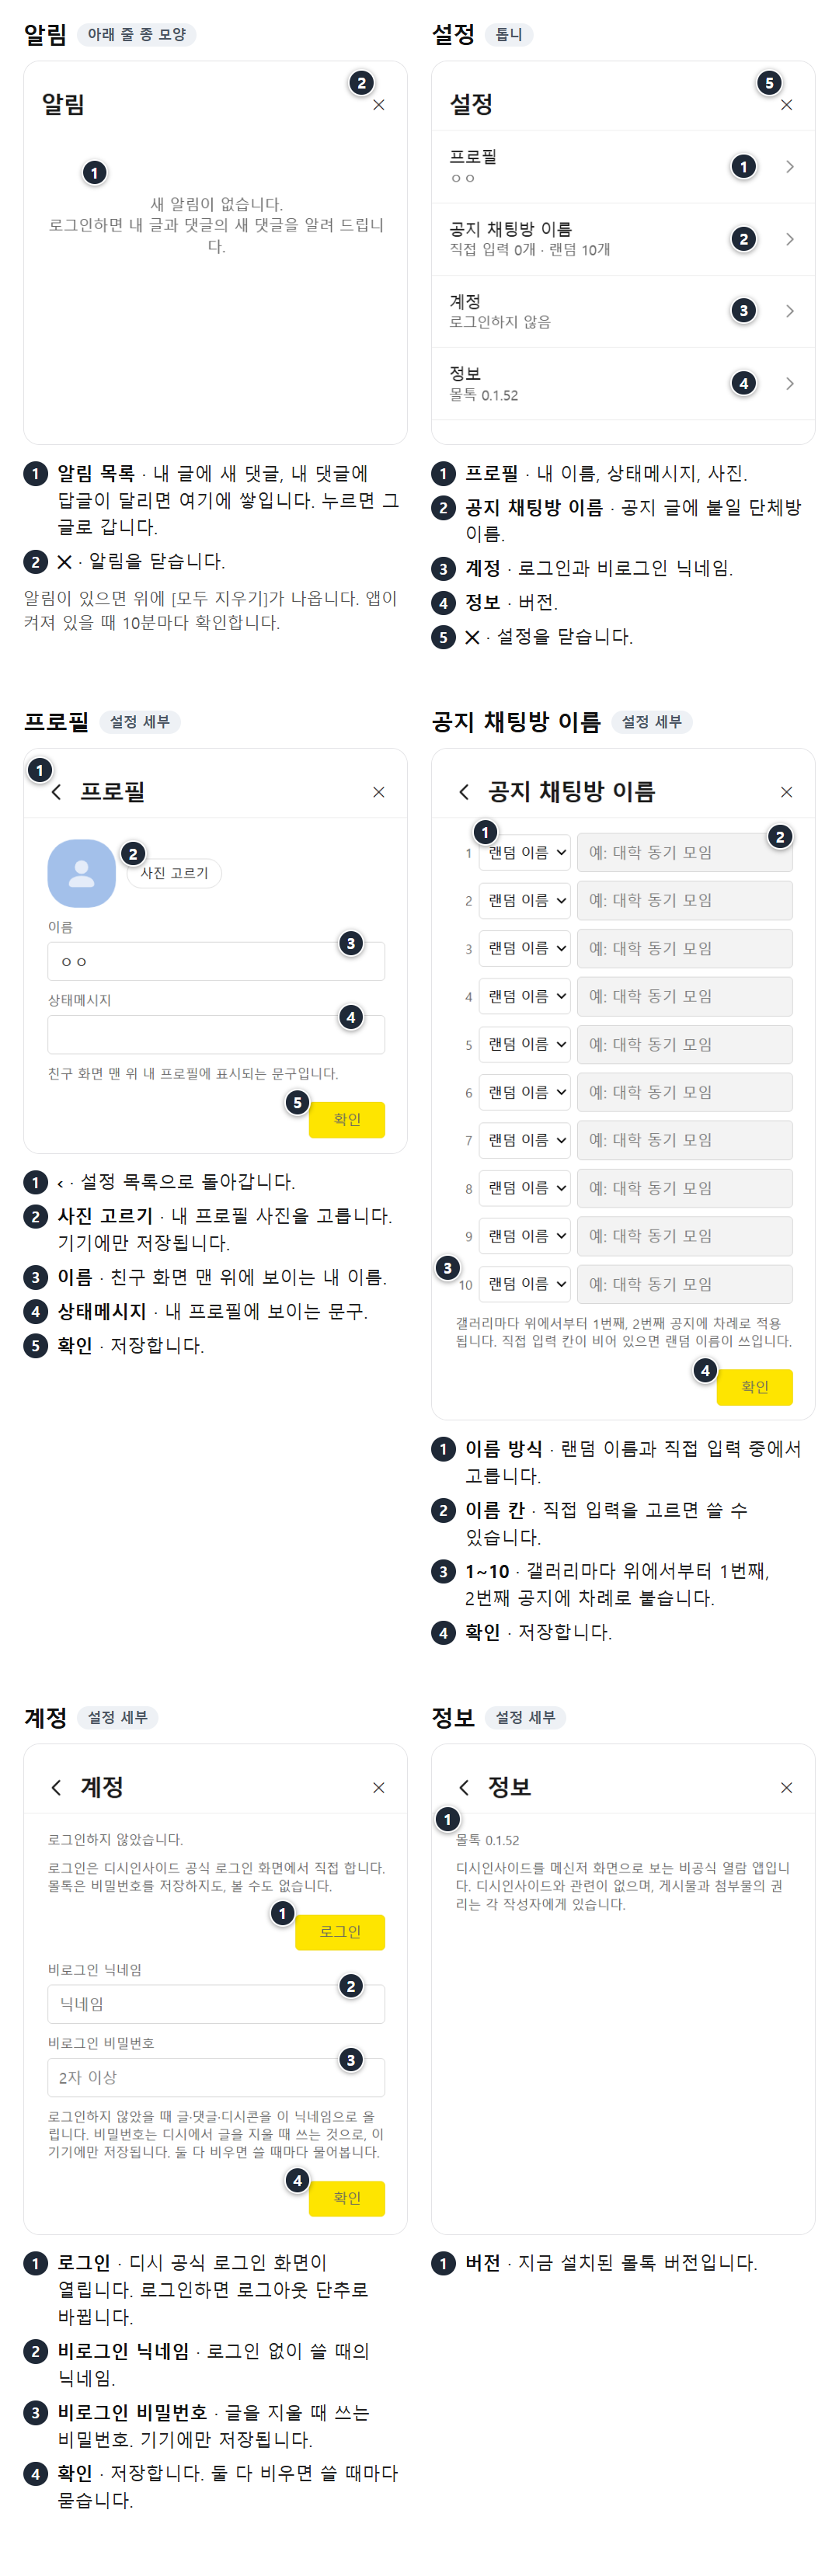 알림 아래 줄 종 모양
알림
2
1
새 알림이 없습니다.
로그인하면 내 글과 댓글의 새 댓글을 알려 드립니
다.
1 알림 목록 · 내 글에 새 댓글, 내 댓글에
답글이 달리면 여기에 쌓입니다. 누르면 그
글로 갑니다.
2 ✕ · 알림을 닫습니다.
알림이 있으면 위에 [모두 지우기]가 나옵니다. 앱이
켜져 있을 때 10분마다 확인합니다.
설정 톱니
설정
5
프로필
ㅇㅇ
1
공지 채팅방 이름
직접 입력 0개 · 랜덤 10개
2
계정
로그인하지 않음
3
정보
몰톡 0.1.52
4
1 프로필 · 내 이름, 상태메시지, 사진.
2 공지 채팅방 이름 · 공지 글에 붙일 단체방
이름.
3 계정 · 로그인과 비로그인 닉네임.
4 정보 · 버전.
5 ✕ · 설정을 닫습니다.
프로필 설정 세부
1
프로필
2
사진 고르기
이름
3
ㅇㅇ
상태메시지
4
친구 화면 맨 위 내 프로필에 표시되는 문구입니다.
5
확인
1 ‹ · 설정 목록으로 돌아갑니다.
2 사진 고르기 · 내 프로필 사진을 고릅니다.
기기에만 저장됩니다.
3 이름 · 친구 화면 맨 위에 보이는 내 이름.
4 상태메시지 · 내 프로필에 보이는 문구.
5 확인 · 저장합니다.
공지 채팅방 이름 설정 세부
공지 채팅방 이름
1
2
1 랜덤 이름 예: 대학 동기 모임
2 랜덤 이름 예: 대학 동기 모임
3 랜덤 이름 예: 대학 동기 모임
4 랜덤 이름 예: 대학 동기 모임
5 랜덤 이름 예: 대학 동기 모임
6 랜덤 이름 예: 대학 동기 모임
7 랜덤 이름 예: 대학 동기 모임
8 랜덤 이름 예: 대학 동기 모임
9 랜덤 이름 예: 대학 동기 모임
3
10 랜덤 이름 예: 대학 동기 모임
갤러리마다 위에서부터 1번째, 2번째 공지에 차례로 적용
됩니다. 직접 입력 칸이 비어 있으면 랜덤 이름이 쓰입니다.
4
확인
1 이름 방식 · 랜덤 이름과 직접 입력 중에서
고릅니다.
2 이름 칸 · 직접 입력을 고르면 쓸 수
있습니다.
3 1~10 · 갤러리마다 위에서부터 1번째,
2번째 공지에 차례로 붙습니다.
4 확인 · 저장합니다.
계정 설정 세부
계정
로그인하지 않았습니다.
로그인은 디시인사이드 공식 로그인 화면에서 직접 합니다.
몰톡은 비밀번호를 저장하지도, 볼 수도 없습니다.
1
로그인
비로그인 닉네임
2
닉네임
비로그인 비밀번호
3
2자 이상
로그인하지 않았을 때 글·댓글·디시콘을 이 닉네임으로 올
립니다. 비밀번호는 디시에서 글을 지울 때 쓰는 것으로, 이
기기에만 저장됩니다. 둘 다 비우면 쓸 때마다 물어봅니다.
4
확인
1 로그인 · 디시 공식 로그인 화면이
열립니다. 로그인하면 로그아웃 단추로
바뀝니다.
2 비로그인 닉네임 · 로그인 없이 쓸 때의
닉네임.
3 비로그인 비밀번호 · 글을 지울 때 쓰는
비밀번호. 기기에만 저장됩니다.
4 확인 · 저장합니다. 둘 다 비우면 쓸 때마다
묻습니다.
정보 설정 세부
정보
1
몰톡 0.1.52
디시인사이드를 메신저 화면으로 보는 비공식 열람 앱입니
다. 디시인사이드와 관련이 없으며, 게시물과 첨부물의 권
리는 각 작성자에게 있습니다.
1 버전 · 지금 설치된 몰톡 버전입니다.